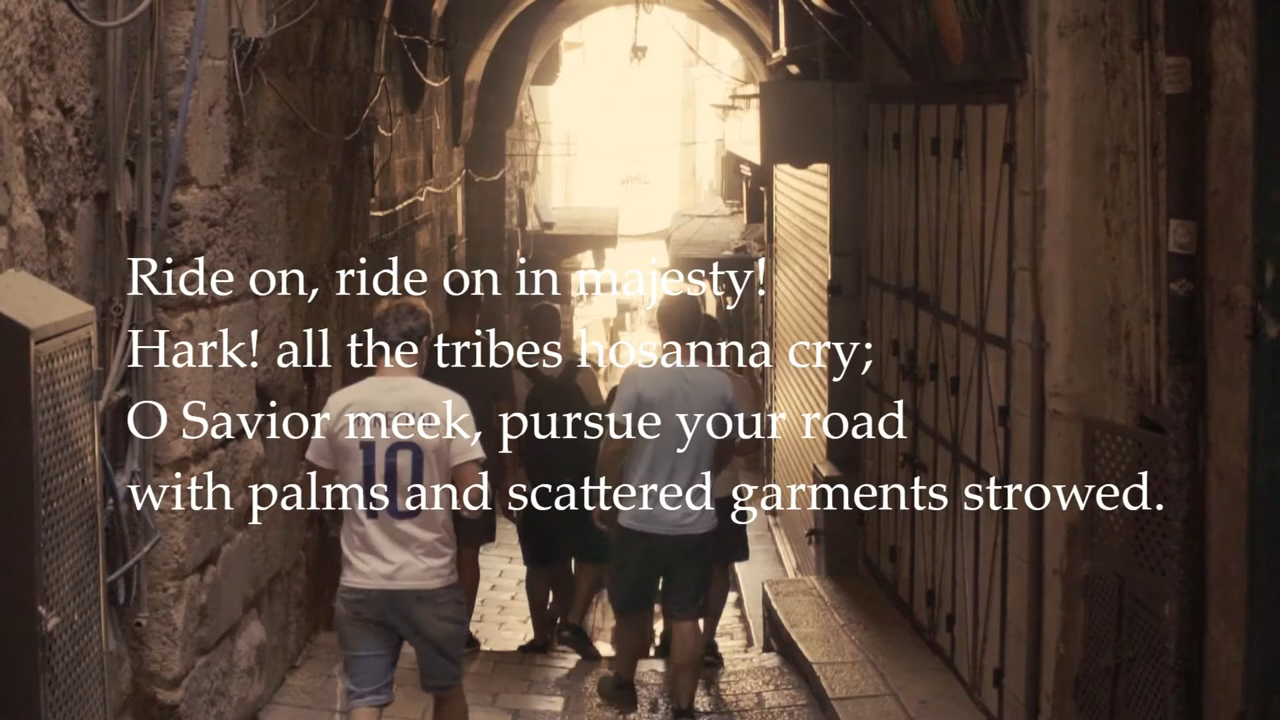 Ride on, ride on in majesty!
Hark! all the tribes hosanna cry;
O Savior meek, pursue your road
with palms and scattered garments strowed.
10